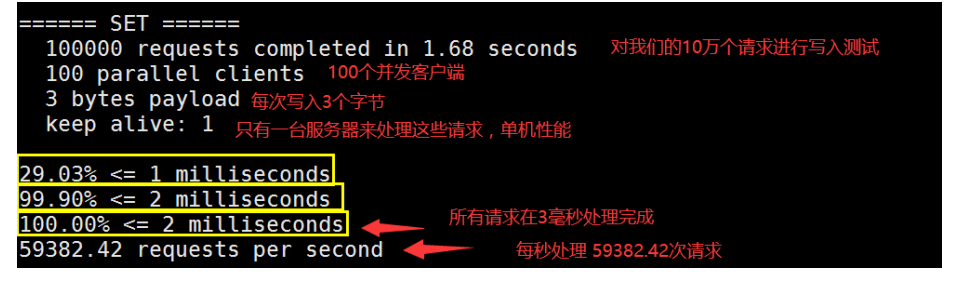 ====== SET ======
100000 requests completed in 1.68 seconds 对我们的10万个请求进行写入测试
100 parallel clients 100个并发客户端
3 bytes payload 每次写入3个字节
keep alive: 1 只有一台服务器来处理这些请求，单机性能
29.03% <= 1 milliseconds
99.90% <= 2 milliseconds
100.00% <= 2 milliseconds 所有请求在3毫秒处理完成
59382.42 requests per second 每秒处理 59382.42次请求